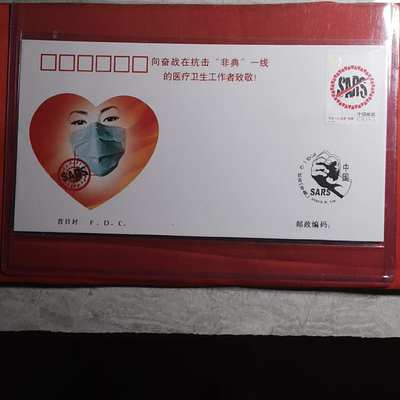 向奋战在抗击“非典”一线
的医疗卫生工作者致敬！
SARS
中国邮政
CHINA
SARS
中国
SARS
首日封 F.D.C.
邮政编码：